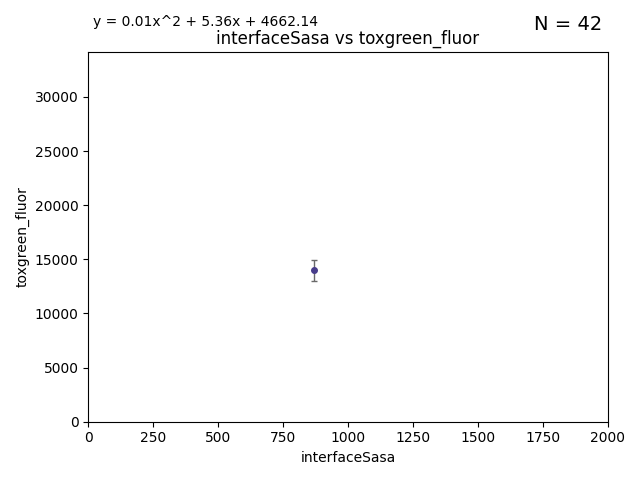 y = 0.01x^2 + 5.36x + 4662.14
N = 42
interfaceSasa vs toxgreen_fluor
30000
25000
20000
15000
10000
5000
0
toxgreen_fluor
0 250 500 750 1000 1250 1500 1750 2000
interfaceSasa